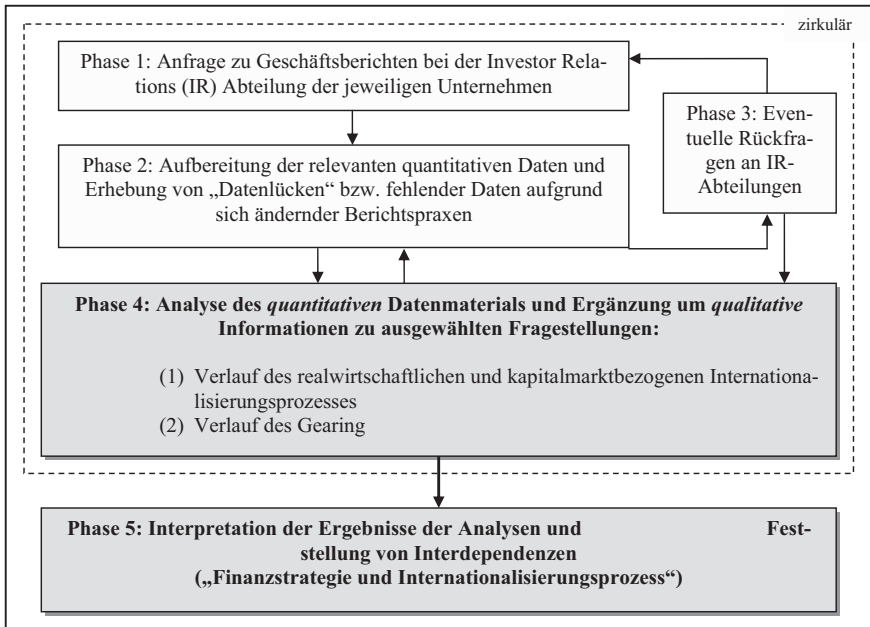 zirkulär
Phase 1: Anfrage zu Geschäftsberichten bei der Investor Rela-
tions (IR) Abteilung der jeweiligen Unternehmen
Phase 3: Even-
tuelle Rückfra-
gen an IR-
Abteilungen
Phase 2: Aufbereitung der relevanten quantitativen Daten und
Erhebung von „Datenlücken“ bzw. fehlender Daten aufgrund
sich ändernder Berichtspraxen
Phase 4: Analyse des quantitativen Datenmaterials und Ergänzung um qualitative
Informationen zu ausgewählten Fragestellungen:
(1) Verlauf des realwirtschaftlichen und kapitalmarktbezogenen Internationa-
lisierungsprozesses
(2) Verlauf des Gearing
Phase 5: Interpretation der Ergebnisse der Analysen und Fest-
stellung von Interdependenzen
(„Finanzstrategie und Internationalisierungsprozess“)